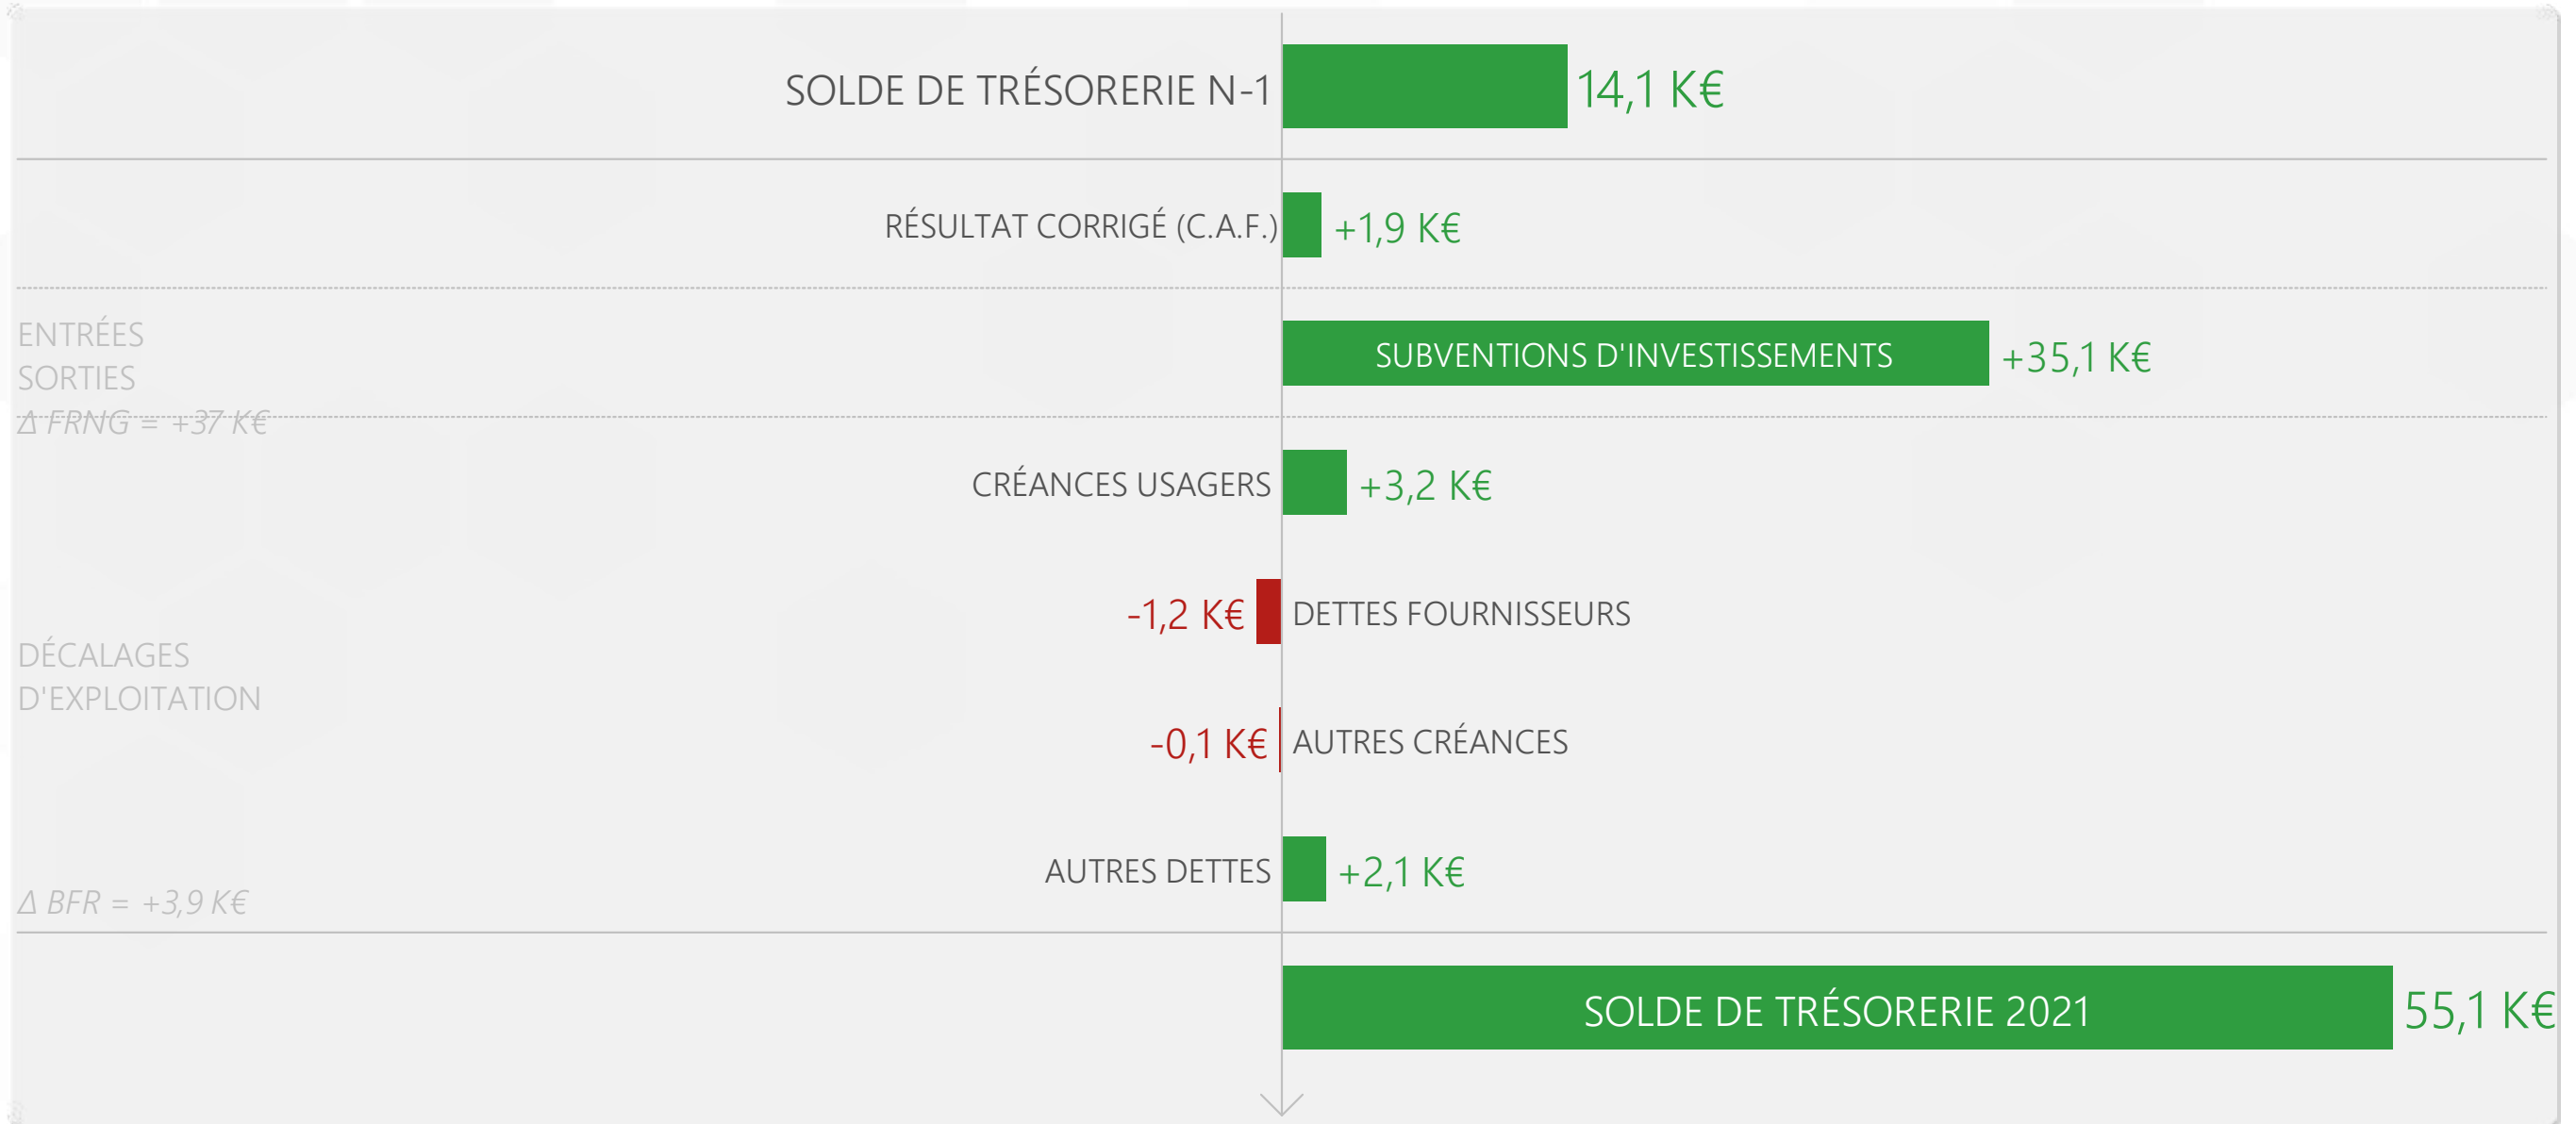 SOLDE DE TRÉSORERIE N-1 14,1 K€
RÉSULTAT CORRIGÉ (C.A.F.) +1,9 K€
ENTRÉES
SORTIES
SUBVENTIONS D'INVESTISSEMENTS +35,1 K€
Δ FRNG = +37 K€
CRÉANCES USAGERS +3,2 K€
-1,2 K€ DETTES FOURNISSEURS
DÉCALAGES
D'EXPLOITATION
-0,1 K€ AUTRES CRÉANCES
AUTRES DETTES +2,1 K€
Δ BFR = +3,9 K€
SOLDE DE TRÉSORERIE 2021 55,1 K€